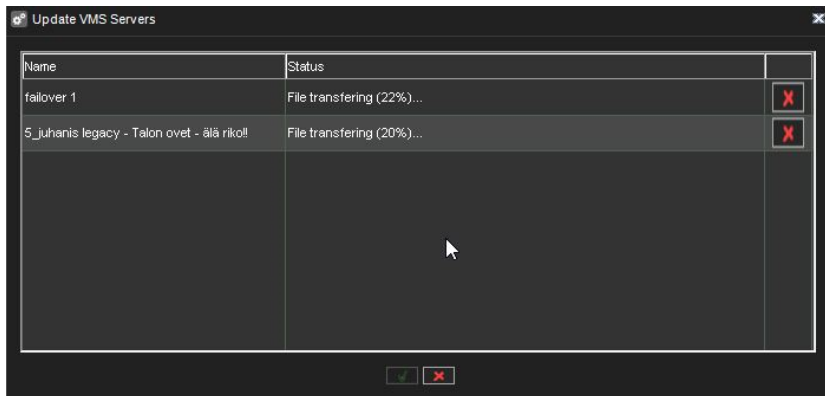 Update VMS Servers
Name Status
failover 1 File transfering (22%)...
5_juhanis legacy - Talon ovet - älä riko!! File transfering (20%)...